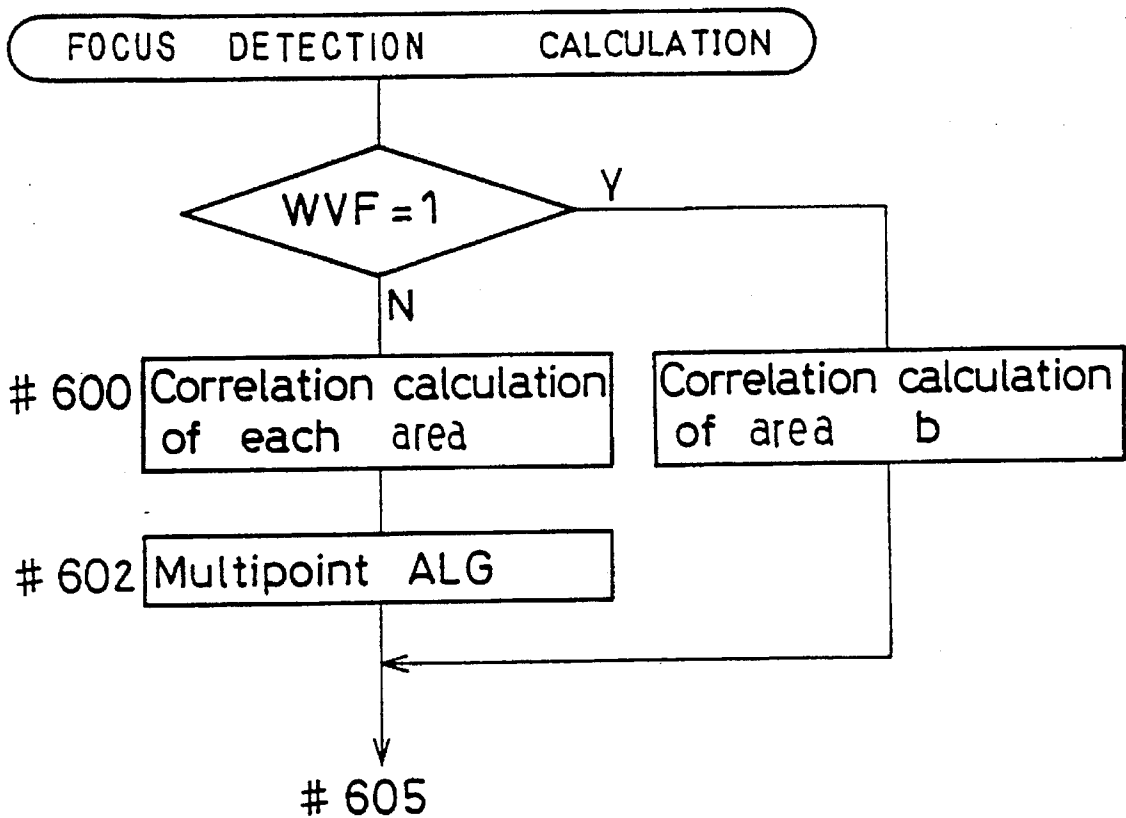 FOCUS DETECTION CALCULATION
WVF = 1
Y
N
# 600
Correlation calculation
of each area
Correlation calculation
of area b
# 602
Multipoint ALG
# 605